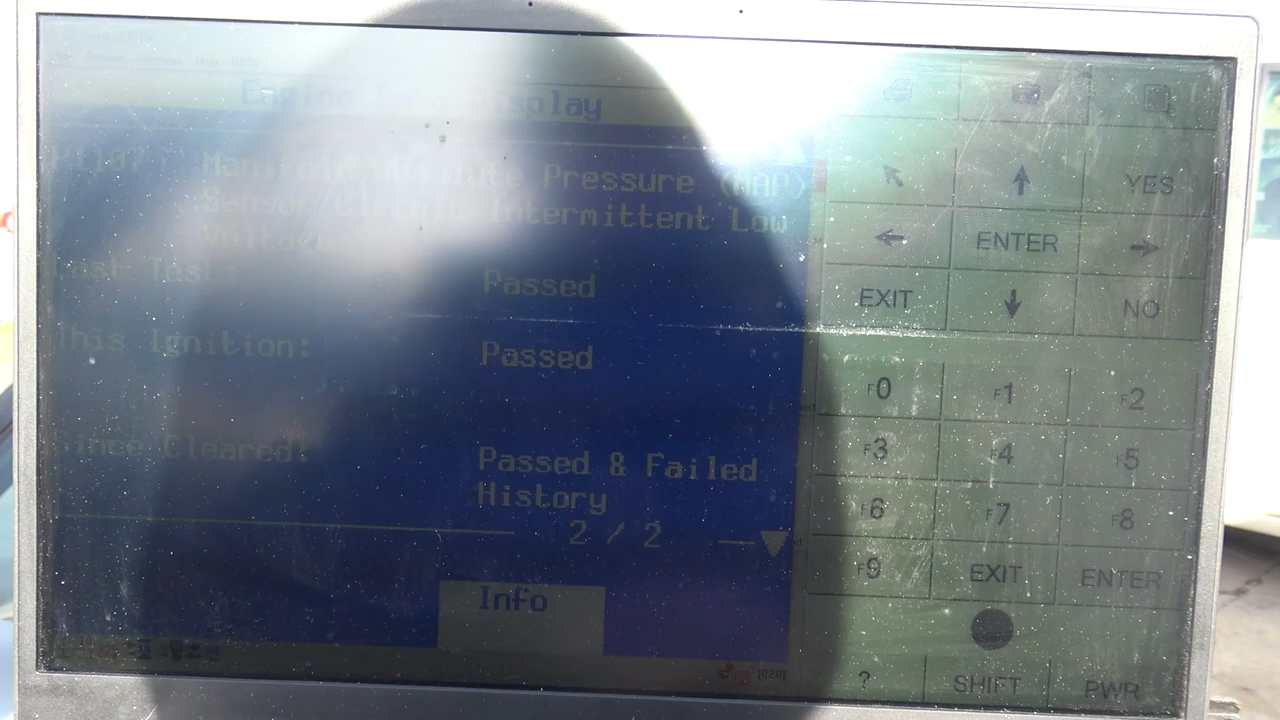 Engine Data Display
P1107: Manifold Absolute Pressure (MAP)
Sensor Circuit Intermittent Low
Voltage
Last Test: Passed
This Ignition: Passed
Since Cleared: Passed & Failed
History
2 / 2
Info
YES
ENTER
EXIT NO
F0 F1 F2
F3 F4 F5
F6 F7 F8
F9 EXIT ENTER
? SHIFT PWR